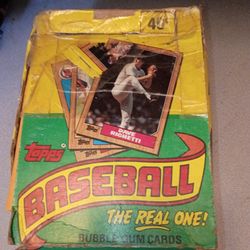 40¢
DAVE RIGHETTI
Topps
BASEBALL
THE REAL ONE!
BUBBLE GUM CARDS